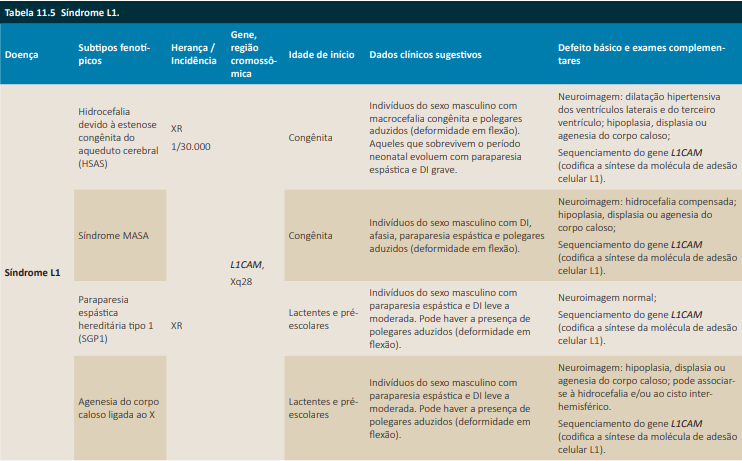 Tabela 11.5 Síndrome L1.
Doença
Subtipos fenotí-
picos
Herança /
Incidência
Gene,
região
cromossô-
mica
Idade de início
Dados clínicos sugestivos
Defeito básico e exames complemen-
tares
Síndrome L1
Hidrocefalia
devido à estenose
congênita do
aqueduto cerebral
(HSAS)
XR
1/30.000
L1CAM,
Xq28
Congênita
Indivíduos do sexo masculino com
macrocefalia congênita e polegares
aduzidos (deformidade em flexão).
Aqueles que sobrevivem o período
neonatal evoluem com paraparesia
espástica e DI grave.
Neuroimagem: dilatação hipertensiva
dos ventrículos laterais e do terceiro
ventrículo; hipoplasia, displasia ou
agenesia do corpo caloso;
Sequenciamento do gene L1CAM
(codifica a síntese da molécula de adesão
celular L1).
Síndrome MASA
Congênita
Indivíduos do sexo masculino com DI,
afasia, paraparesia espástica e polegares
aduzidos (deformidade em flexão).
Neuroimagem: hidrocefalia compensada;
hipoplasia, displasia ou agenesia do
corpo caloso;
Sequenciamento do gene L1CAM
(codifica a síntese da molécula de adesão
celular L1).
Paraparesia
espástica
hereditária tipo 1
(SGP1)
XR
Lactentes e pré-
escolares
Indivíduos do sexo masculino com
paraparesia espástica e DI leve a
moderada. Pode haver a presença de
polegares aduzidos (deformidade em
flexão).
Neuroimagem normal;
Sequenciamento do gene L1CAM
(codifica a síntese da molécula de adesão
celular L1).
Agenesia do corpo
caloso ligada ao X
Lactentes e pré-
escolares
Indivíduos do sexo masculino com
paraparesia espástica e DI leve a
moderada. Pode haver a presença de
polegares aduzidos (deformidade em
flexão).
Neuroimagem: hipoplasia, displasia ou
agenesia do corpo caloso; pode associar-
se à hidrocefalia e/ou ao cisto inter-
hemisférico.
Sequenciamento do gene L1CAM
(codifica a síntese da molécula de adesão
celular L1).